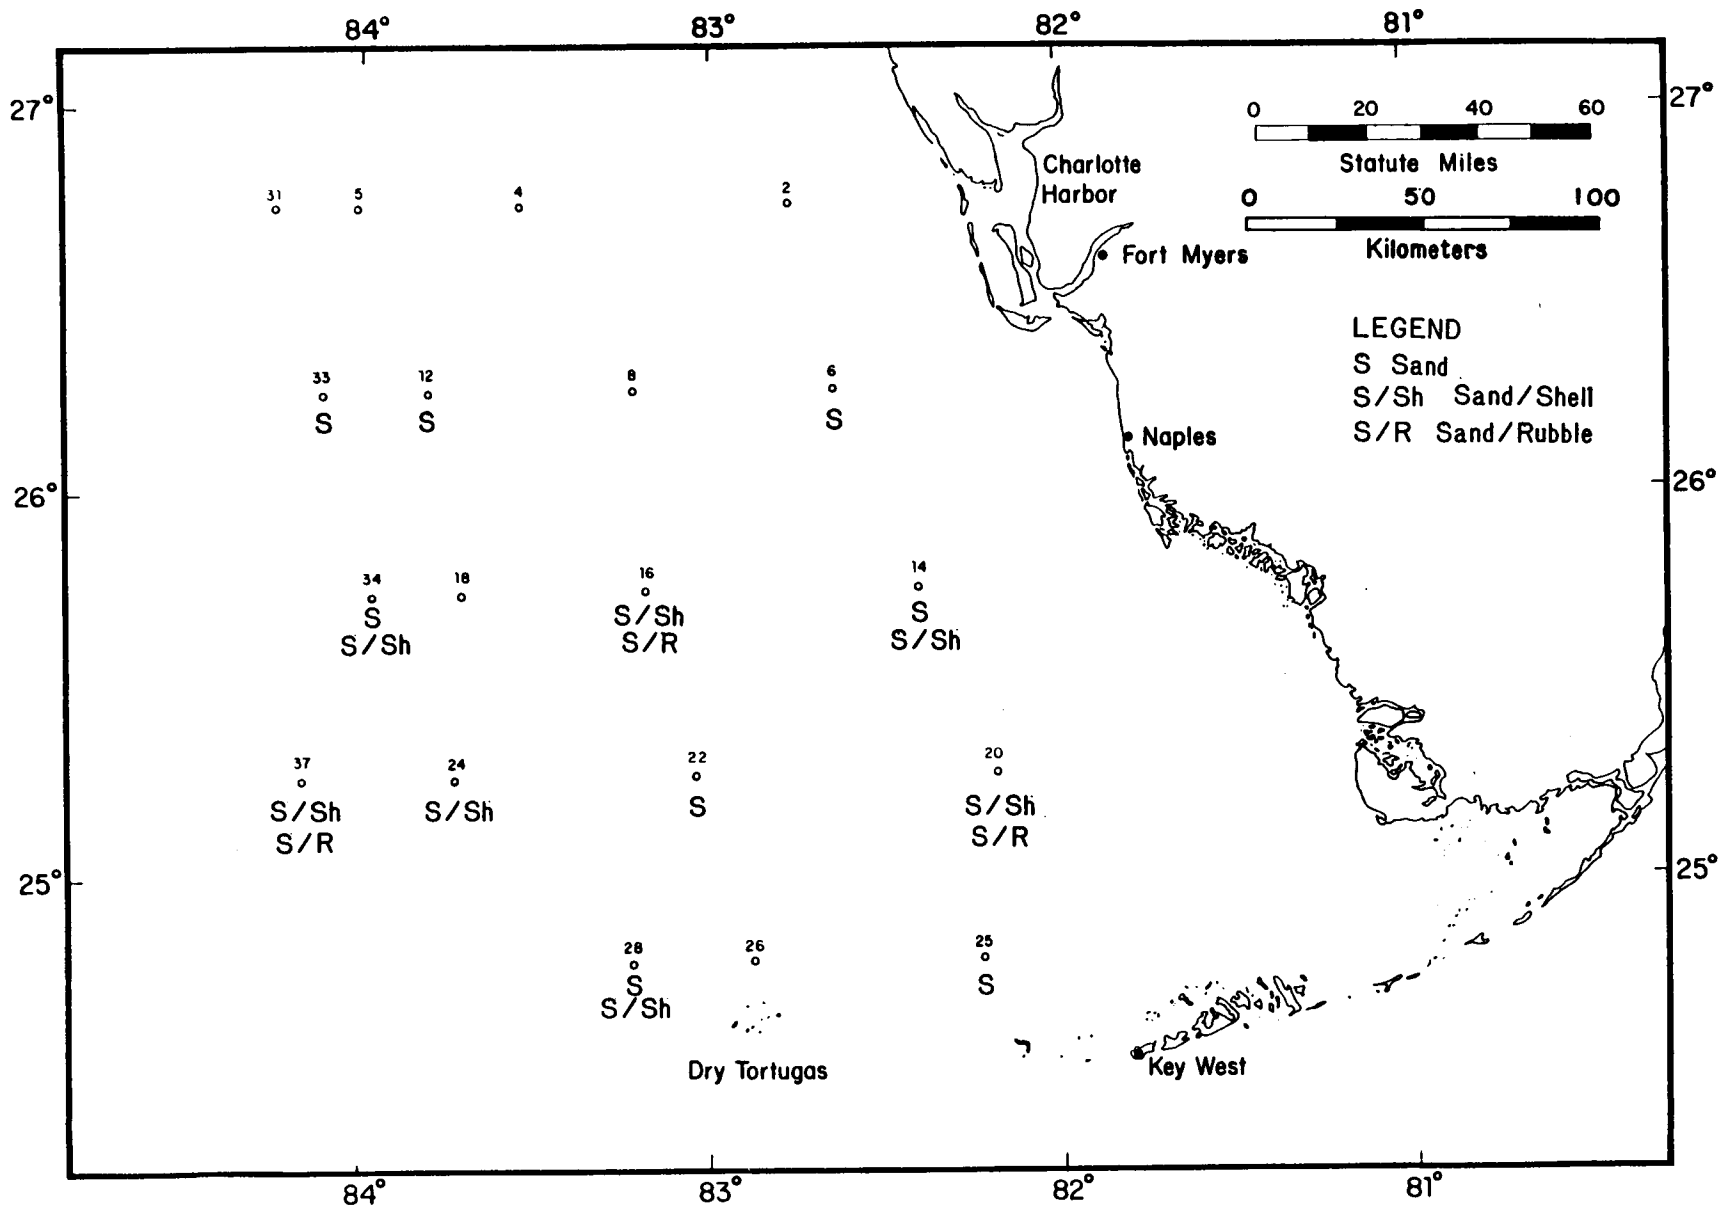 84° 83° 82° 81°
27° 27°
0 20 40 60
Statute Miles
0 50 100
Kilometers
Charlotte
Harbor
31 5 4 2
Fort Myers
LEGEND
S Sand
S/Sh Sand/Shell
S/R Sand/Rubble
33 12 8 6
S S S
Naples
26° 26°
34 18 16 14
S S/Sh S
S/Sh S/R S/Sh
37 24 22 20
S/Sh S/Sh S S/Sh
S/R S/R
25° 25°
28 26 25
S S
S/Sh
Dry Tortugas
Key West
84° 83° 82° 81°